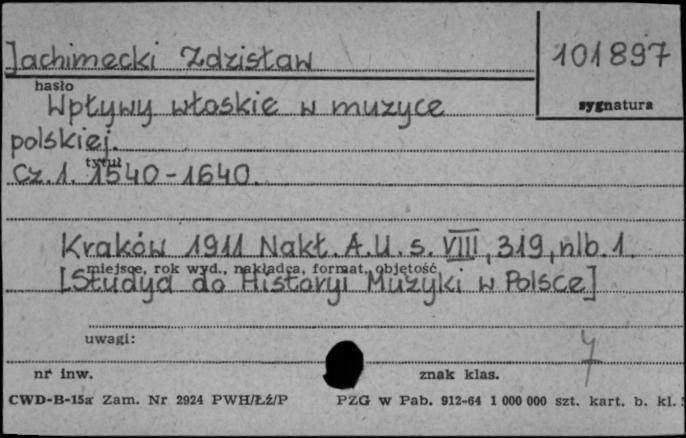 Jachimecki Zdzisław
101897
hasło
sygnatura
Wpływy włoskie w muzyce
polskiej.
tytuł
Cz.1. 1540-1640.
Kraków 1911 Nakł. A.U. s. VIII, 319, nlb. 1.
miejsce, rok wyd., nakładca, format, objętość
[Studya do Historyi Muzyki w Polsce]
uwagi:
nr inw.
znak klas.
CWD-B-15a Zam. Nr 2924 PWH/Łź/P
PZG w Pab. 912-64 1 000 000 szt. kart. b. kl.